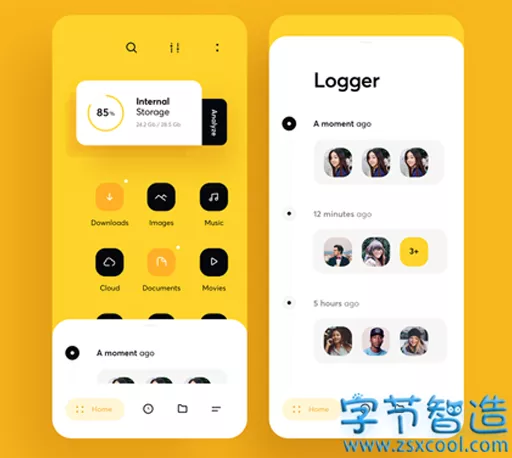 85%
Internal
Storage
24.2 Gb / 28.5 Gb
Analyze
Downloads
Images
Music
Cloud
Documents
Movies
A moment ago
Home
Logger
A moment ago
12 minutes ago
3+
5 hours ago
Home
字节智造
www.zsxcool.com